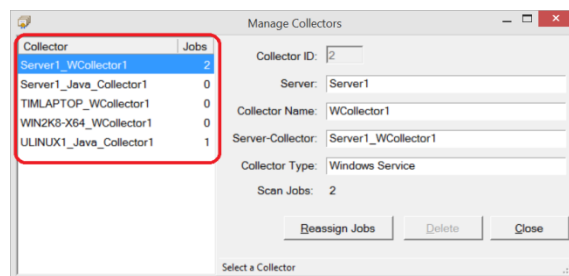 Manage Collectors
Collector Jobs
Server1_WCollector1 2
Server1_Java_Collector1 0
TIMLAPTOP_WCollector1 0
WIN2K8-X64_WCollector1 0
ULINUX1_Java_Collector1 1
Collector ID: 2
Server: Server1
Collector Name: WCollector1
Server-Collector: Server1_WCollector1
Collector Type: Windows Service
Scan Jobs: 2
Reassign Jobs Delete Close
Select a Collector